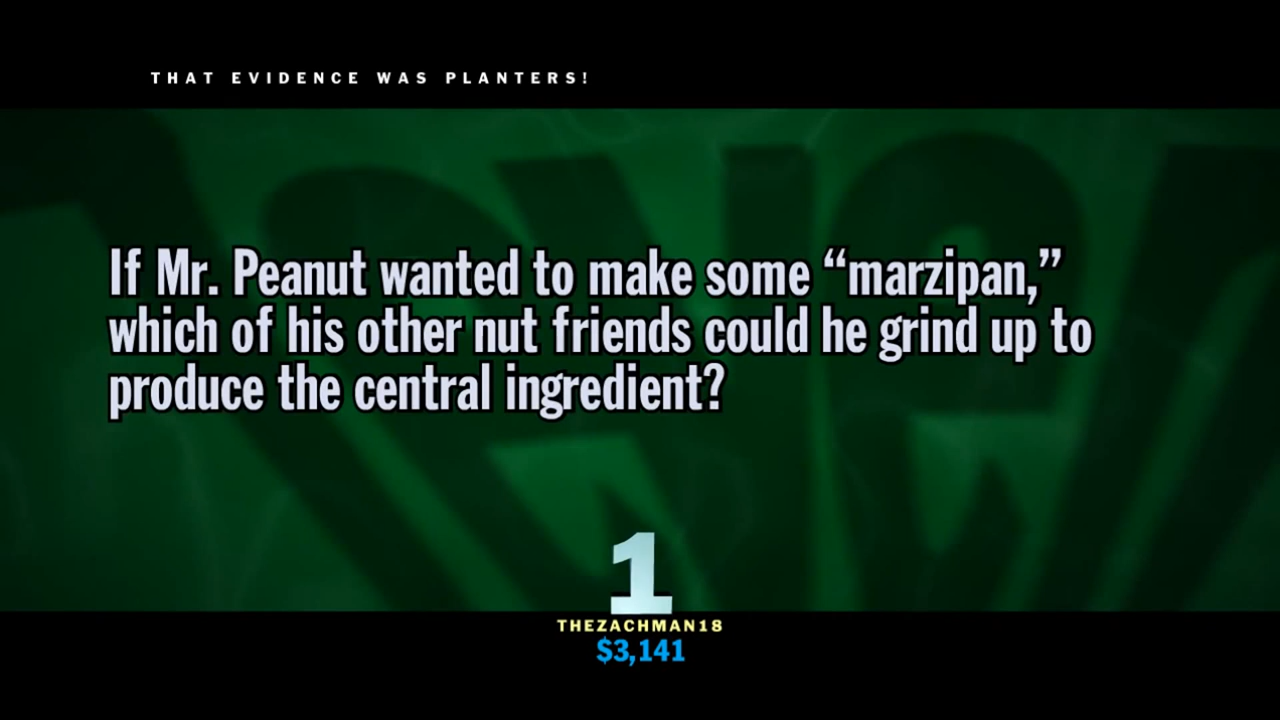 THAT EVIDENCE WAS PLANTERS!
If Mr. Peanut wanted to make some “marzipan,”
which of his other nut friends could he grind up to
produce the central ingredient?
1
THEZACHMAN18
$3,141